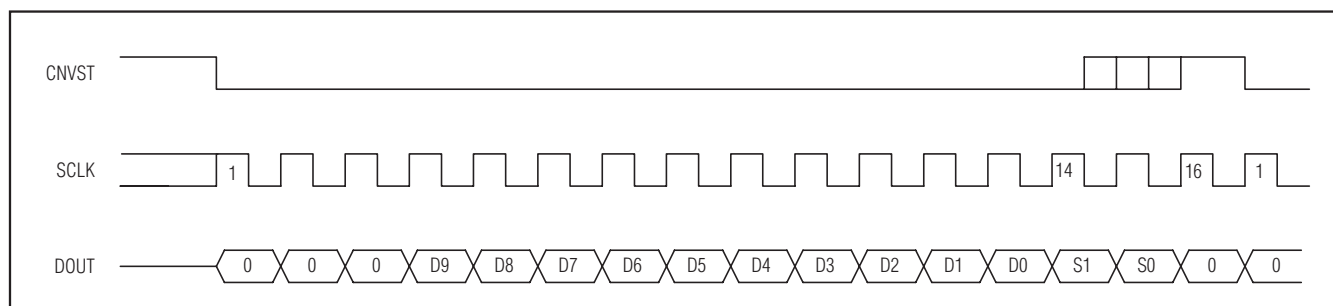 CNVST
SCLK 1 14 16 1
DOUT 0 0 0 D9 D8 D7 D6 D5 D4 D3 D2 D1 D0 S1 S0 0 0